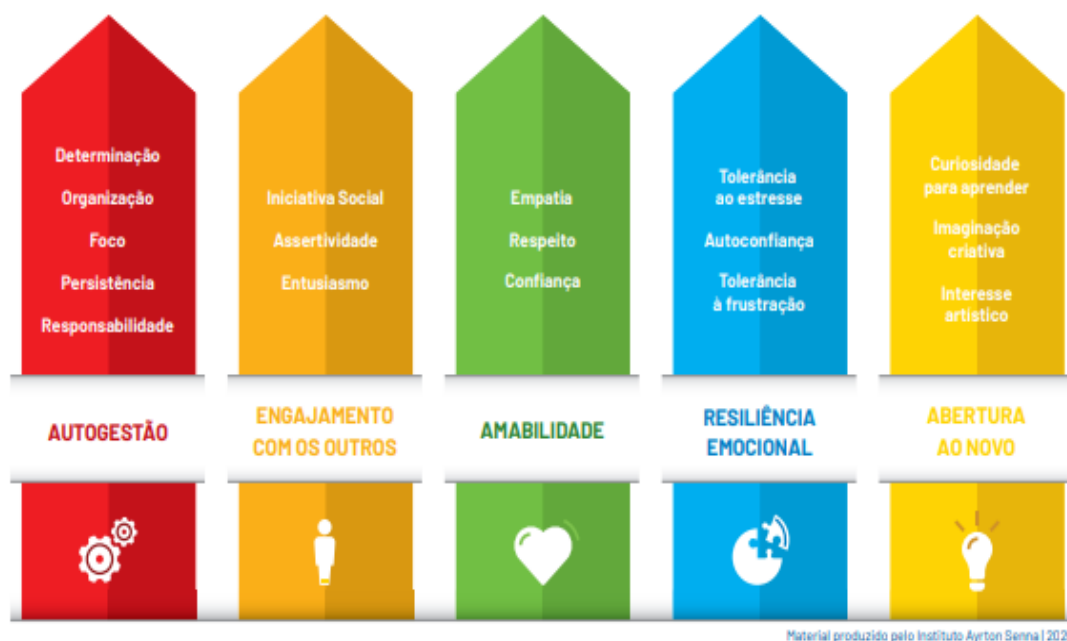 Determinação
Organização
Foco
Persistência
Responsabilidade
AUTOGESTÃO
Iniciativa Social
Assertividade
Entusiasmo
ENGAJAMENTO
COM OS OUTROS
Empatia
Respeito
Confiança
AMABILIDADE
Tolerância
ao estresse
Autoconfiança
Tolerância
à frustração
RESILIÊNCIA
EMOCIONAL
Curiosidade
para aprender
Imaginação
criativa
Interesse
artístico
ABERTURA
AO NOVO
Material produzido pelo Instituto Ayrton Senna | 202